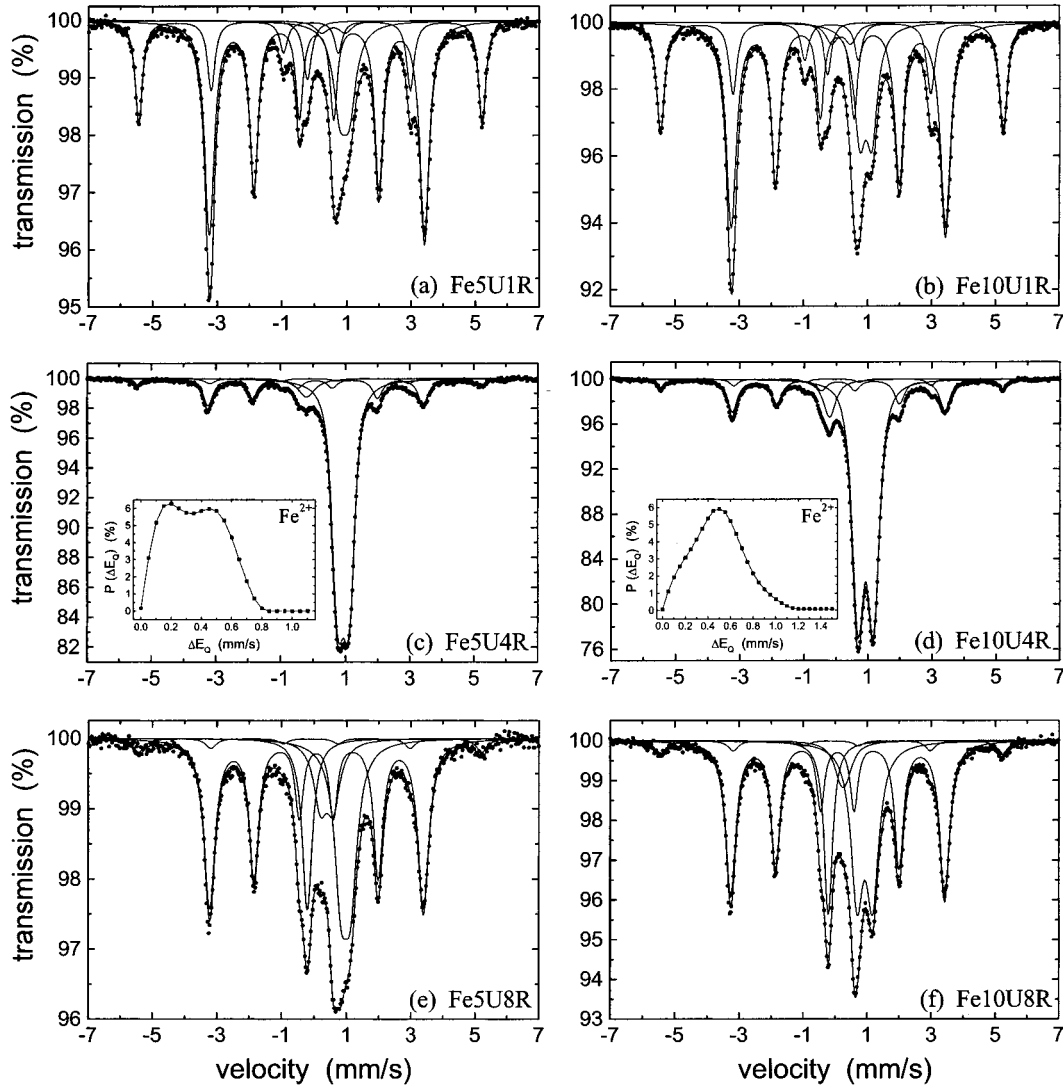 100
99
98
97
96
95
transmission (%)
-7 -5 -3 -1 1 3 5 7
(a) Fe5U1R
100
98
96
94
92
-7 -5 -3 -1 1 3 5 7
(b) Fe10U1R
100
98
96
94
92
90
88
86
84
82
transmission (%)
6
5
4
3
2
1
0
P (ΔE_Q) (%)
Fe²⁺
0.0 0.2 0.4 0.6 0.8 1.0
ΔE_Q (mm/s)
-7 -5 -3 -1 1 3 5 7
(c) Fe5U4R
100
96
92
88
84
80
76
6
5
4
3
2
1
0
P (ΔE_Q) (%)
Fe²⁺
0.0 0.2 0.4 0.6 0.8 1.0 1.2 1.4
ΔE_Q (mm/s)
-7 -5 -3 -1 1 3 5 7
(d) Fe10U4R
100
99
98
97
96
transmission (%)
-7 -5 -3 -1 1 3 5 7
(e) Fe5U8R
velocity (mm/s)
100
99
98
97
96
95
94
93
-7 -5 -3 -1 1 3 5 7
(f) Fe10U8R
velocity (mm/s)